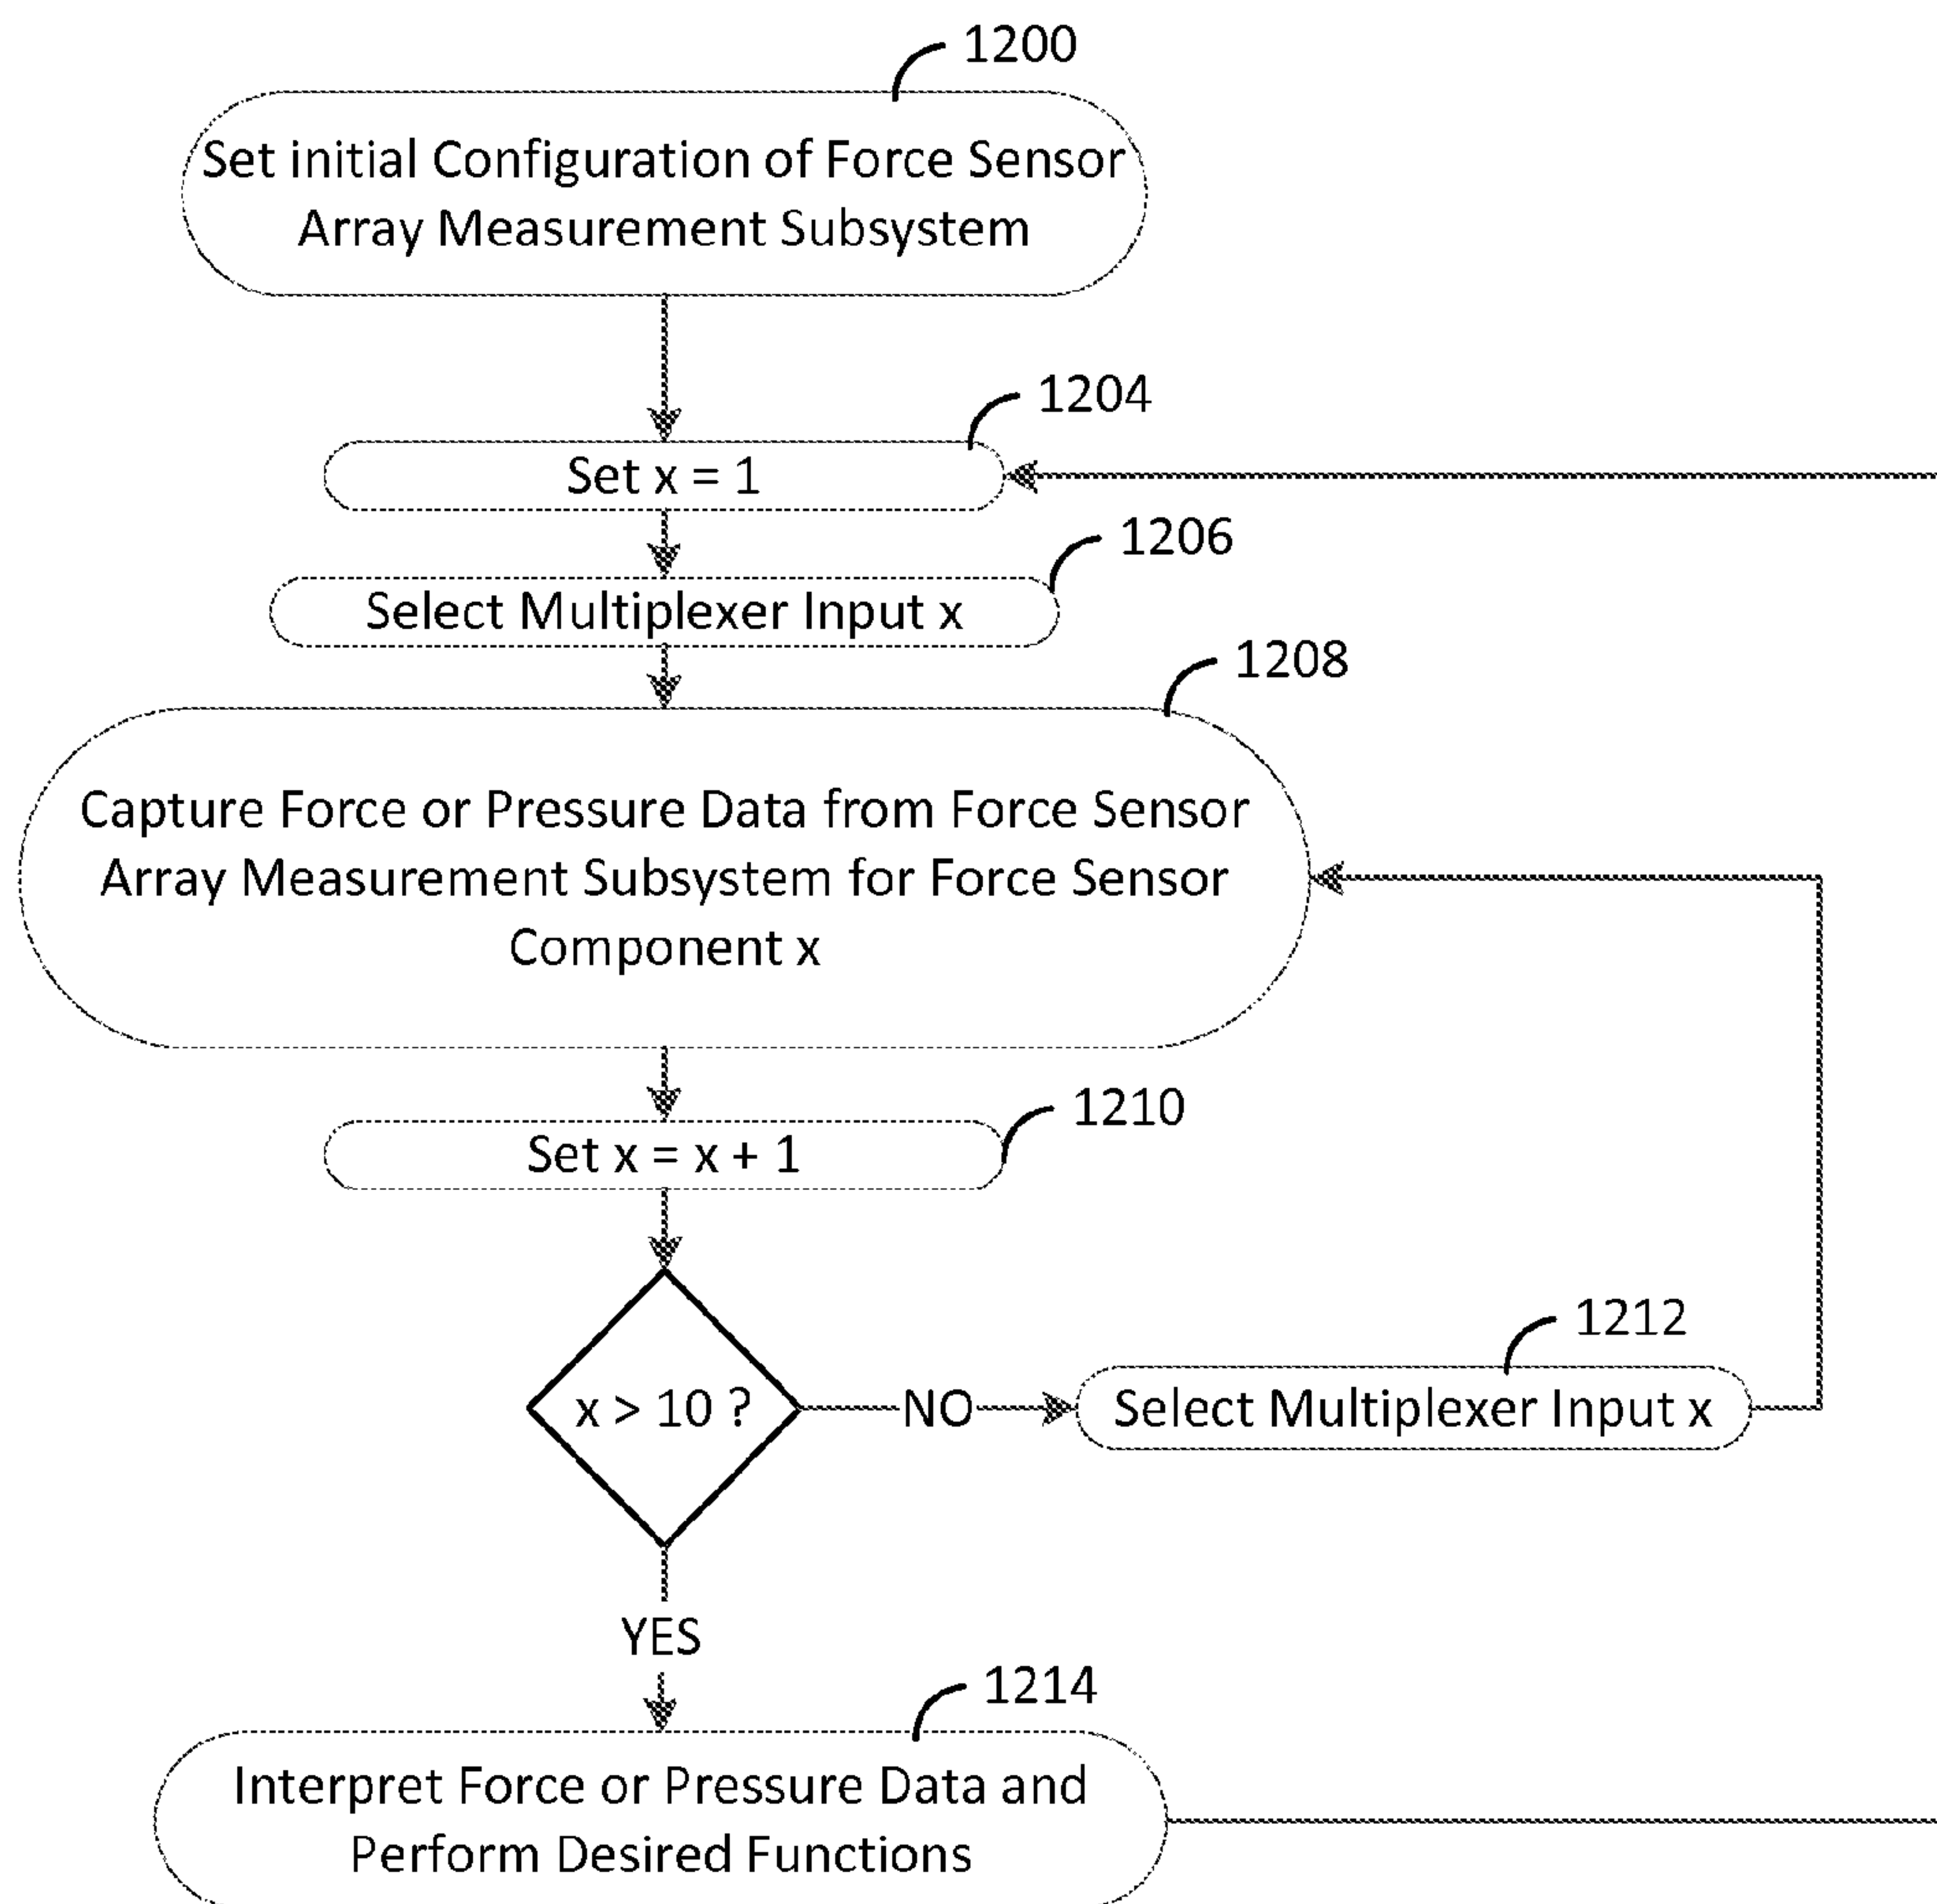 1200
Set initial Configuration of Force Sensor
Array Measurement Subsystem
1204
Set x = 1
1206
Select Multiplexer Input x
1208
Capture Force or Pressure Data from Force Sensor
Array Measurement Subsystem for Force Sensor
Component x
1210
Set x = x + 1
x > 10 ?
NO
1212
Select Multiplexer Input x
YES
1214
Interpret Force or Pressure Data and
Perform Desired Functions